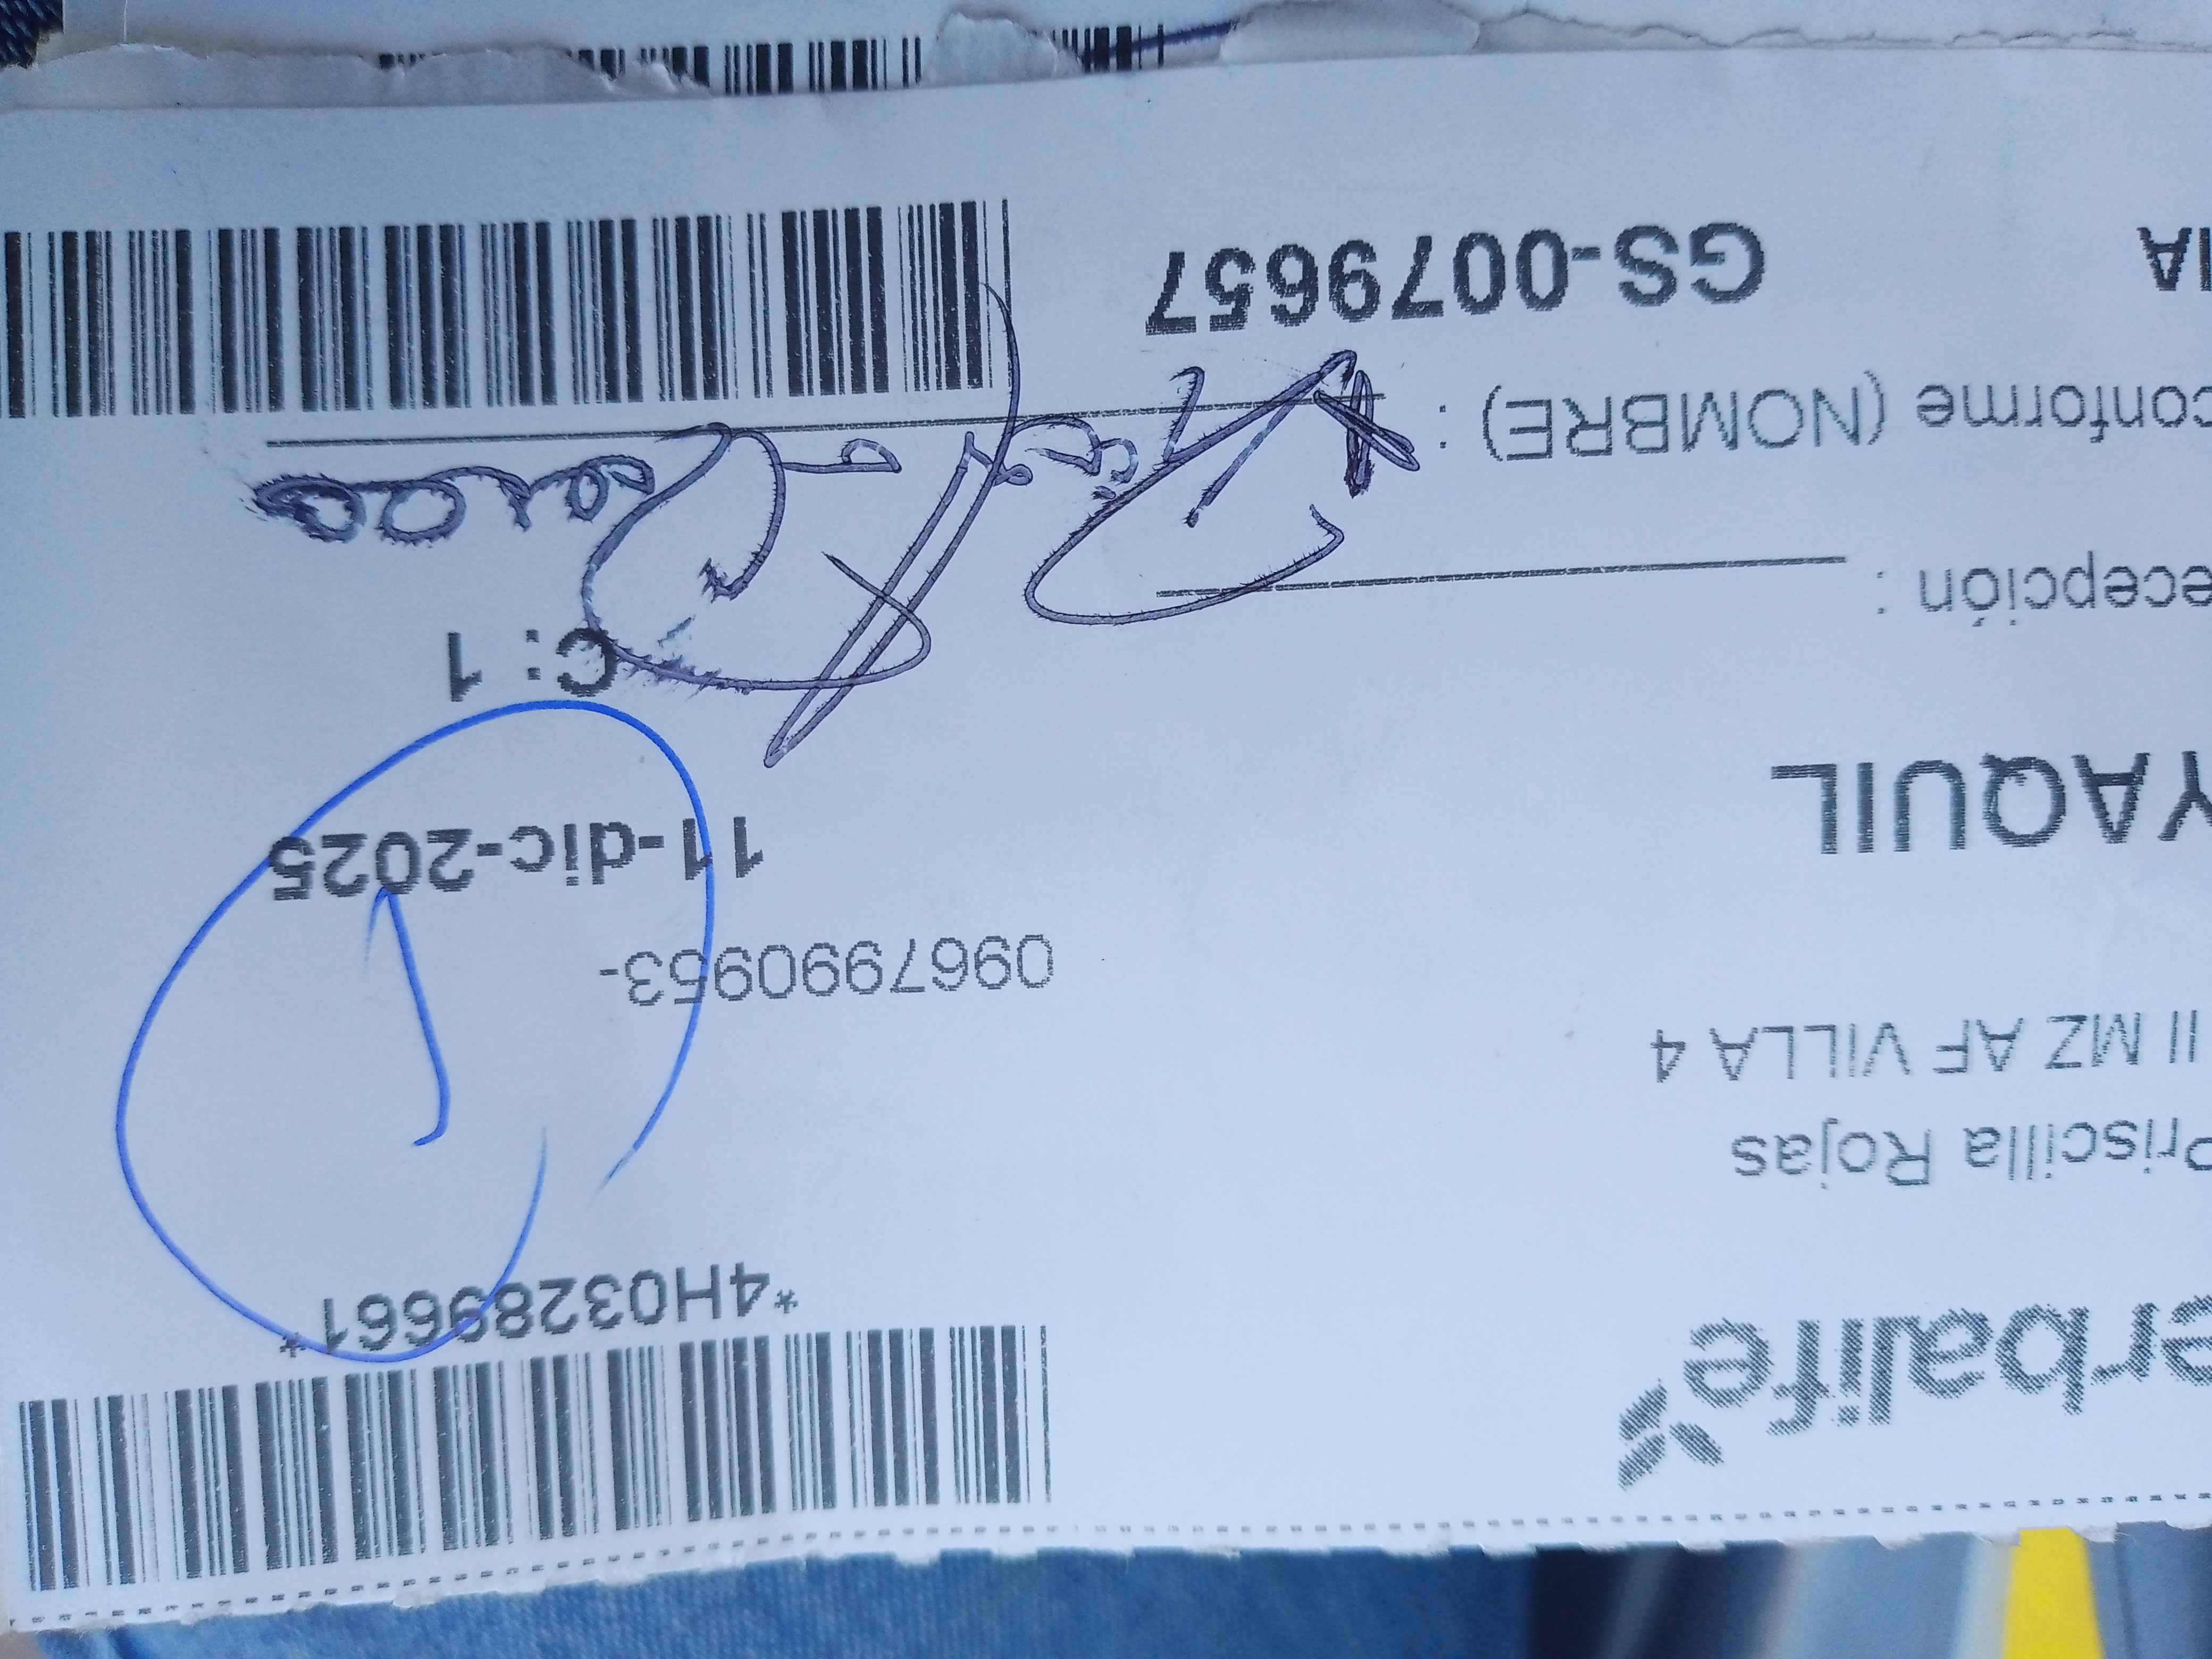 erbalife
*4H03289661*
Priscilla Rojas
II MZ AF VILLA 4
0967990953-
YAQUIL
11-dic-2025
1
C: 1
ecepción :
conforme (NOMBRE) :
IA
GS-0079657